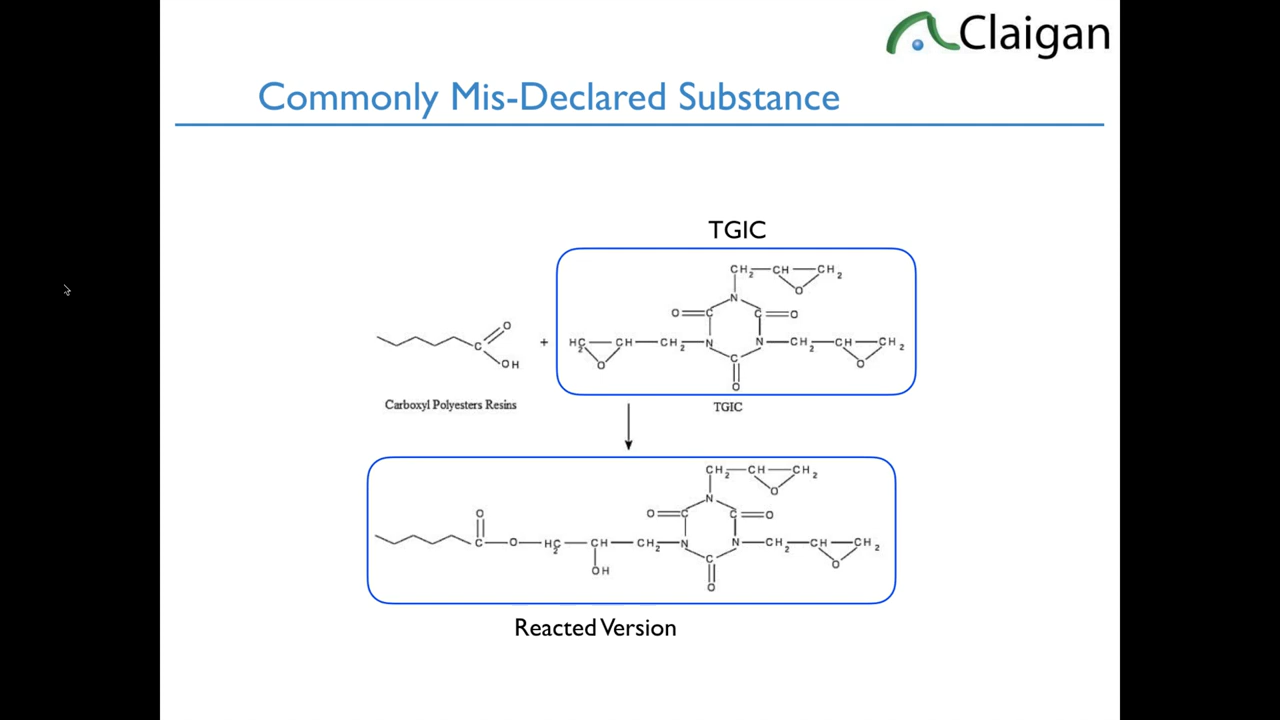 Claigan
Commonly Mis-Declared Substance
TGIC
CH2 CH CH2
O
N
O C C O
O
C
OH
+
H2C CH CH2 N N CH2 CH CH2
O C O
O
Carboxyl Polyesters Resins
TGIC
CH2 CH CH2
O
N
O C C O
O
C O H2C CH CH2 N N CH2 CH CH2
OH C O
O
Reacted Version